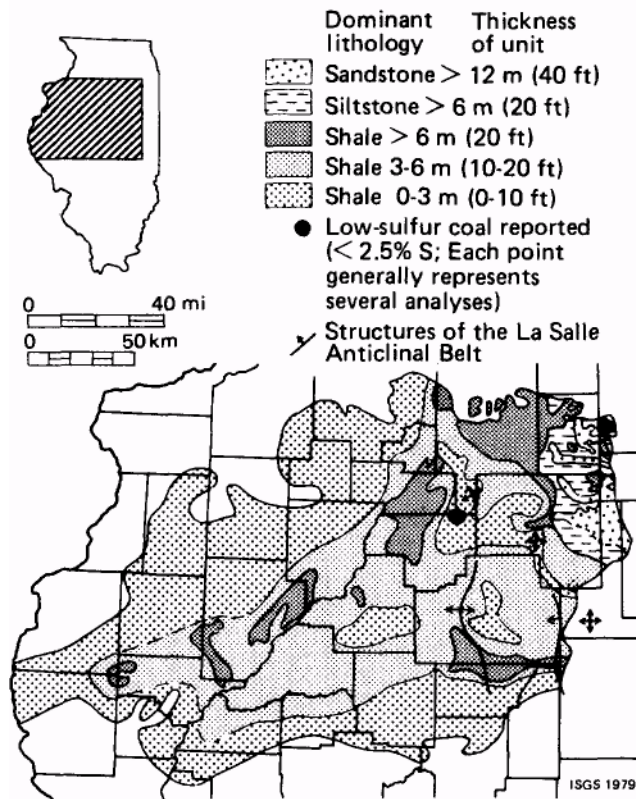 Dominant Thickness
lithology of unit
Sandstone > 12 m (40 ft)
Siltstone > 6 m (20 ft)
Shale > 6 m (20 ft)
Shale 3-6 m (10-20 ft)
Shale 0-3 m (0-10 ft)
Low-sulfur coal reported
(< 2.5% S; Each point
generally represents
several analyses)
Structures of the La Salle
Anticlinal Belt
0 40 mi
0 50 km
ISGS 1979